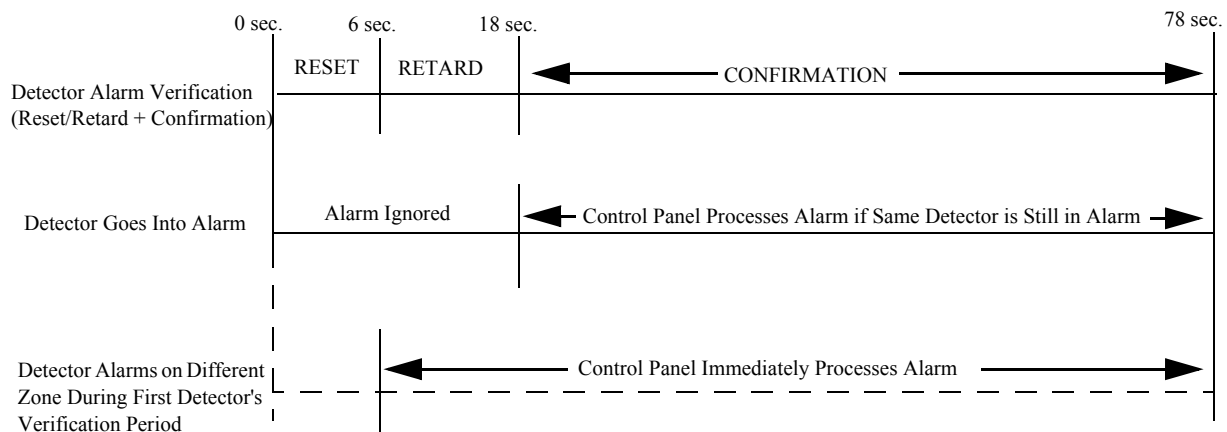 0 sec. 6 sec. 18 sec. 78 sec.
RESET RETARD CONFIRMATION
Detector Alarm Verification
(Reset/Retard + Confirmation)
Alarm Ignored
Detector Goes Into Alarm
Control Panel Processes Alarm if Same Detector is Still in Alarm
Detector Alarms on Different
Zone During First Detector's
Verification Period
Control Panel Immediately Processes Alarm